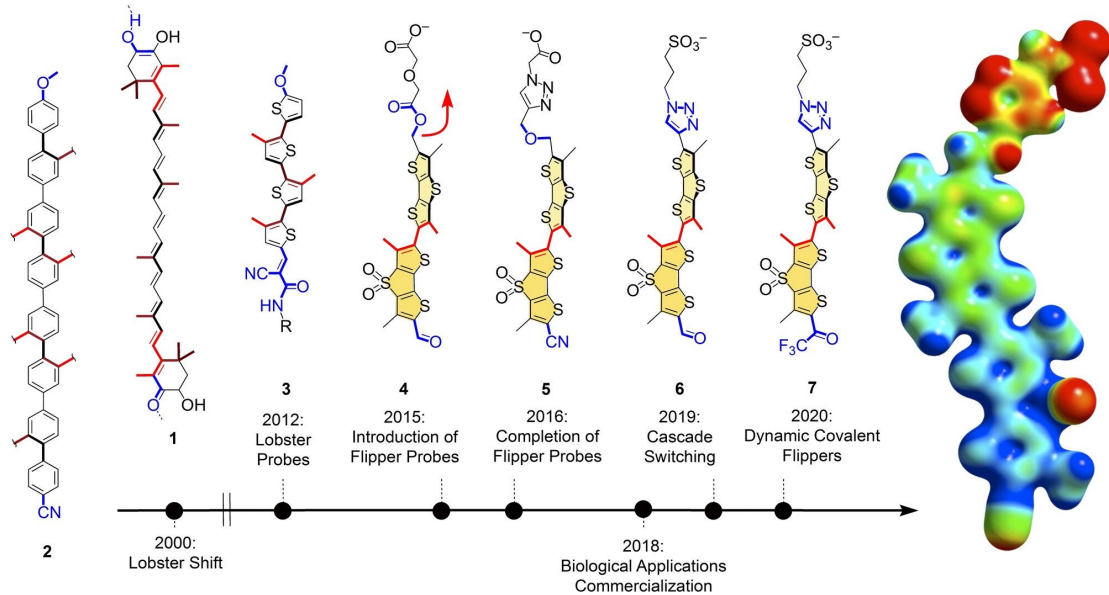 O
CN
2
H
O
OH
O
OH
1
O
S
S
S
S
NC
O
HN
R
3
O
O⁻
O
O
O
S
S
S
S
S
O
O
S
S
O
4
⁻O
O
N
N
N
O
S
S
S
S
S
O
O
S
S
CN
5
SO₃⁻
N
N
N
S
S
S
S
O
O
S
S
O
6
SO₃⁻
N
N
N
S
S
S
S
O
O
S
S
F₃C
O
7
2012:
Lobster
Probes
2015:
Introduction of
Flipper Probes
2016:
Completion of
Flipper Probes
2019:
Cascade
Switching
2020:
Dynamic Covalent
Flippers
2000:
Lobster Shift
2018:
Biological Applications
Commercialization